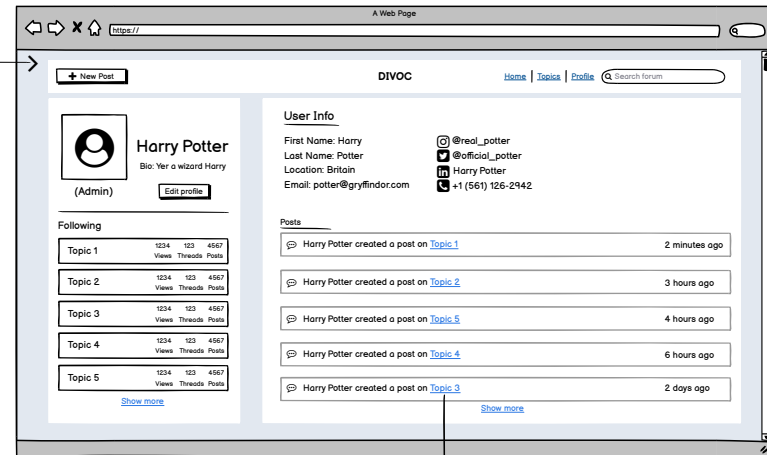 A Web Page
https://
New Post
DIVOC
Home | Topics | Profile
Search forum
Harry Potter
Bio: Yer a wizard Harry
(Admin)
Edit profile
Following
Topic 1
1234 123 4567
Views Threads Posts
Topic 2
1234 123 4567
Views Threads Posts
Topic 3
1234 123 4567
Views Threads Posts
Topic 4
1234 123 4567
Views Threads Posts
Topic 5
1234 123 4567
Views Threads Posts
Show more
User Info
First Name: Harry
Last Name: Potter
Location: Britain
Email: potter@gryffindor.com
@real_potter
@official_potter
Harry Potter
+1 (561) 126-2942
Posts
Harry Potter created a post on Topic 1 2 minutes ago
Harry Potter created a post on Topic 2 3 hours ago
Harry Potter created a post on Topic 5 4 hours ago
Harry Potter created a post on Topic 4 6 hours ago
Harry Potter created a post on Topic 3 2 days ago
Show more